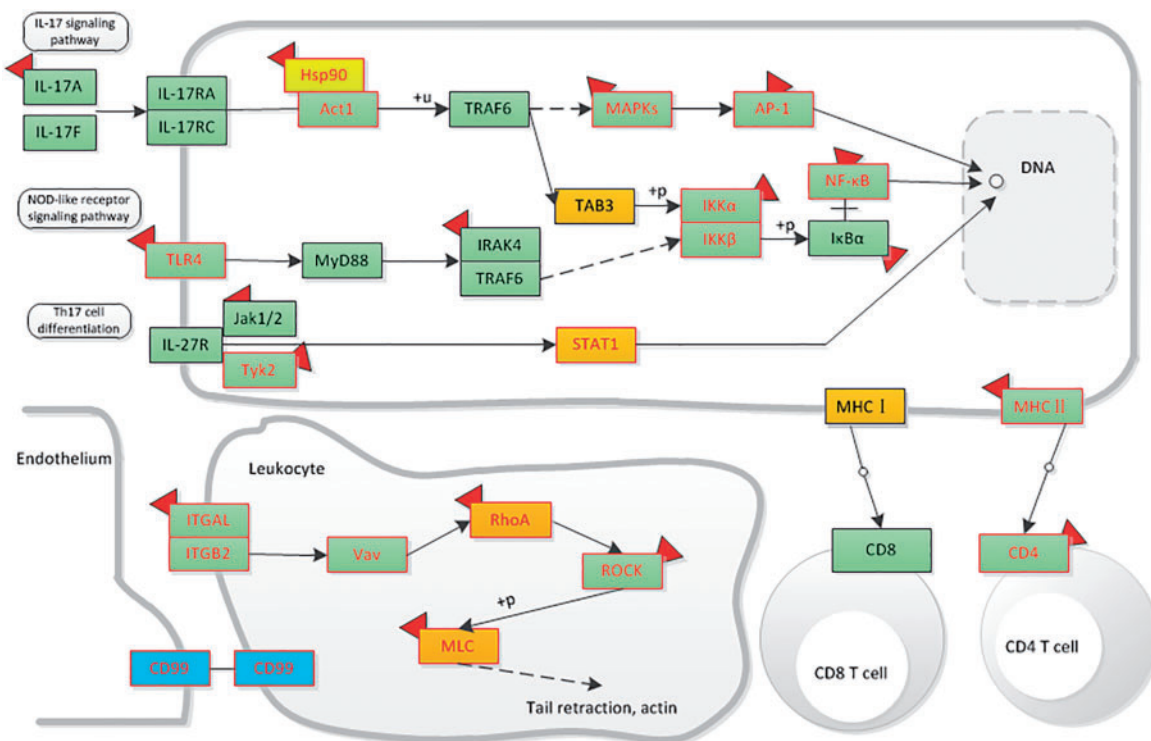 IL-17 signaling
pathway
IL-17A
IL-17F
IL-17RA
IL-17RC
Hsp90
Act1
+u
TRAF6
MAPKs
AP-1
DNA
NF-κB
NOD-like receptor
signaling pathway
TAB3
+p
IKKα
IKKβ
+p
IκBα
TLR4
MyD88
IRAK4
TRAF6
Th17 cell
differentiation
IL-27R
Jak1/2
Tyk2
STAT1
MHC Ⅰ
MHC Ⅱ
Endothelium
Leukocyte
ITGAL
ITGB2
Vav
RhoA
ROCK
+p
MLC
CD99
CD99
Tail retraction, actin
CD8
CD8 T cell
CD4
CD4 T cell